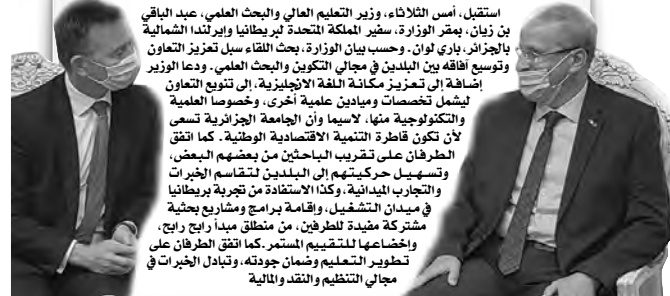 استقبل، أمس الثلاثاء، وزير التعليم العالي والبحث العلمي، عبد الباقي
بن زيان، بمقر الوزارة، سفير المملكة المتحدة لبريطانيا وإيرلندا الشمالية
بالجزائر، باري لوان. وحسب بيان الوزارة، بحث اللقاء سبل تعزيز التعاون
وتوسيع آفاقه بين البلدين في مجالي التكوين والبحث العلمي. ودعا الوزير
إضافة إلى تعزيز مكانة اللغة الانجليزية، إلى تنويع التعاون
ليشمل تخصصات وميادين علمية أخرى، وخصوصا العلمية
والتكنولوجية منها، لاسيما وأن الجامعة الجزائرية تسعى
لأن تكون قاطرة التنمية الاقتصادية الوطنية. كما اتفق
الطرفان على تقريب الباحثين من بعضهم البعض،
وتسهيل حركيتهم إلى البلدين لتقاسم الخبرات
والتجارب الميدانية، وكذا الاستفادة من تجربة بريطانيا
في ميدان التشغيل، وإقامة برامج ومشاريع بحثية
مشتركة مفيدة للطرفين، من منطلق مبدأ رابح رابح،
وإخضاعها للتقييم المستمر.كما اتفق الطرفان على
تطوير التعليم وضمان جودته، وتبادل الخبرات في
مجالي التنظيم والنقد والمالية